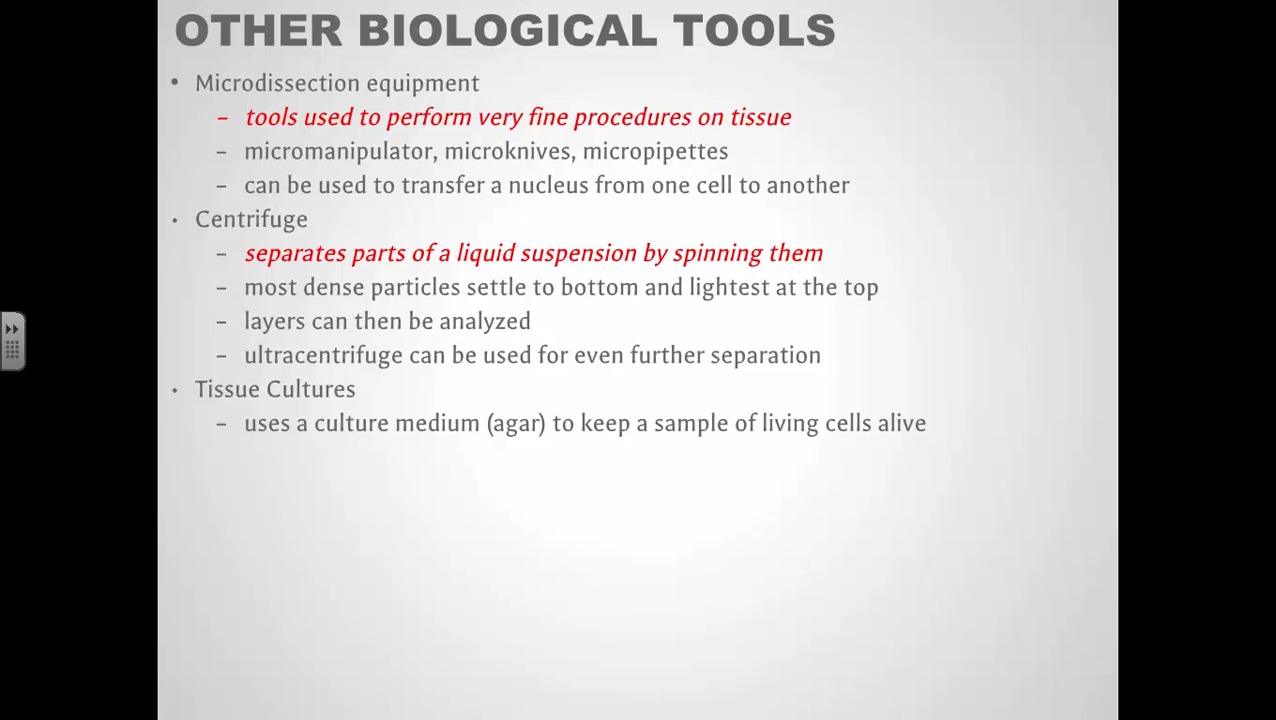 OTHER BIOLOGICAL TOOLS
• Microdissection equipment
– tools used to perform very fine procedures on tissue
– micromanipulator, microknives, micropipettes
– can be used to transfer a nucleus from one cell to another
• Centrifuge
– separates parts of a liquid suspension by spinning them
– most dense particles settle to bottom and lightest at the top
– layers can then be analyzed
– ultracentrifuge can be used for even further separation
• Tissue Cultures
– uses a culture medium (agar) to keep a sample of living cells alive